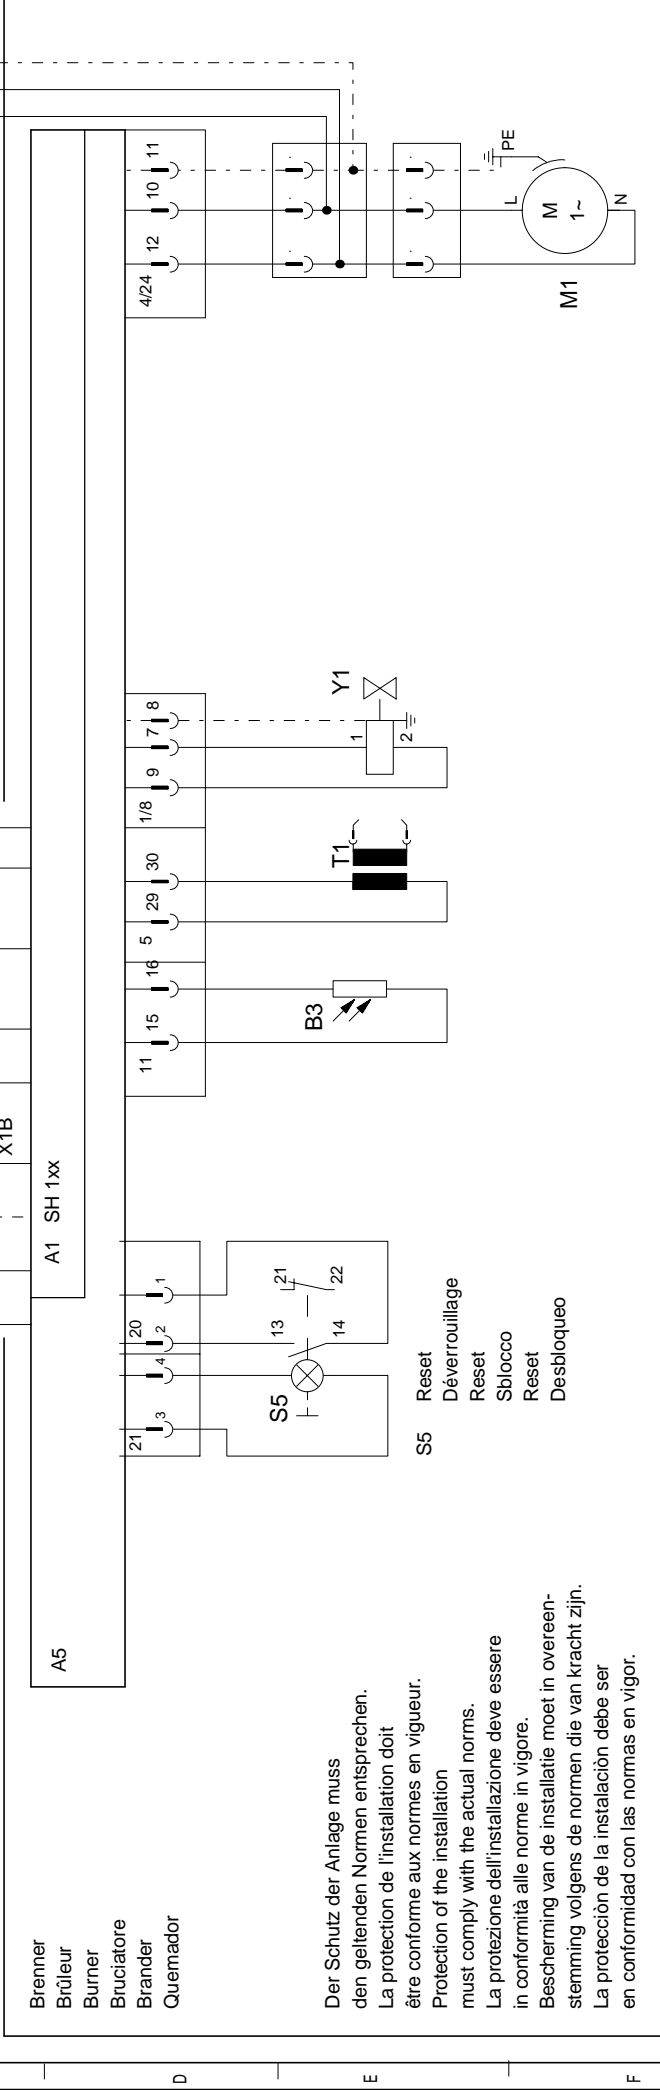 Brenner
Brûleur
Burner
Bruciatore
Brander
Quemador
A5
A1 SH 1xx
X1B
21
3
4
20
2
1
11
15
16
5
29
30
1/8
9
7
8
4/24
12
10
11
S5
13
14
21
22
B3
T1
Y1
1
2
M1
M
1~
L
N
PE
S5
Reset
Déverrouillage
Reset
Sblocco
Reset
Desbloqueo
Der Schutz der Anlage muss
den geltenden Normen entsprechen.
La protection de l'installation doit
être conforme aux normes en vigueur.
Protection of the installation
must comply with the actual norms.
La protezione dell'installazione deve essere
in conformità alle norme in vigore.
Bescherming van de installatie moet in overeen-
stemming volgens de normen die van kracht zijn.
La protecciòn de la instalaciòn debe ser
en conformidad con las normas en vigor.
D
E
F